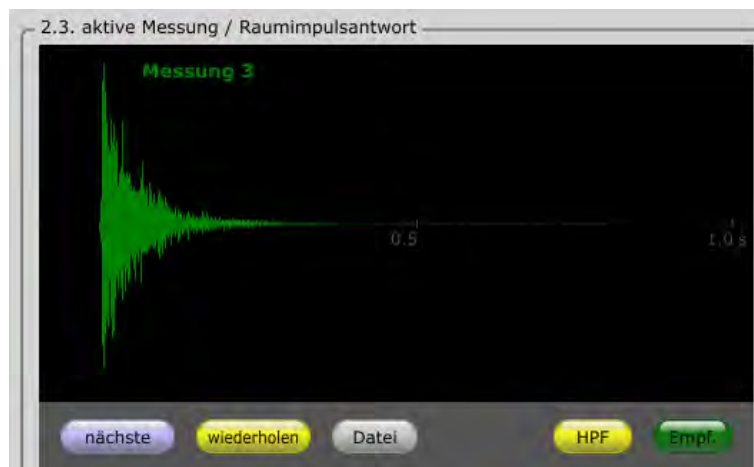 2.3. aktive Messung / Raumimpulsantwort
Messung 3
0.5
1.0 s
nächste wiederholen Datei HPF Empf.